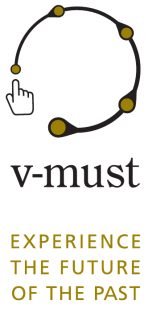 v-must
EXPERIENCE
THE FUTURE
OF THE PAST